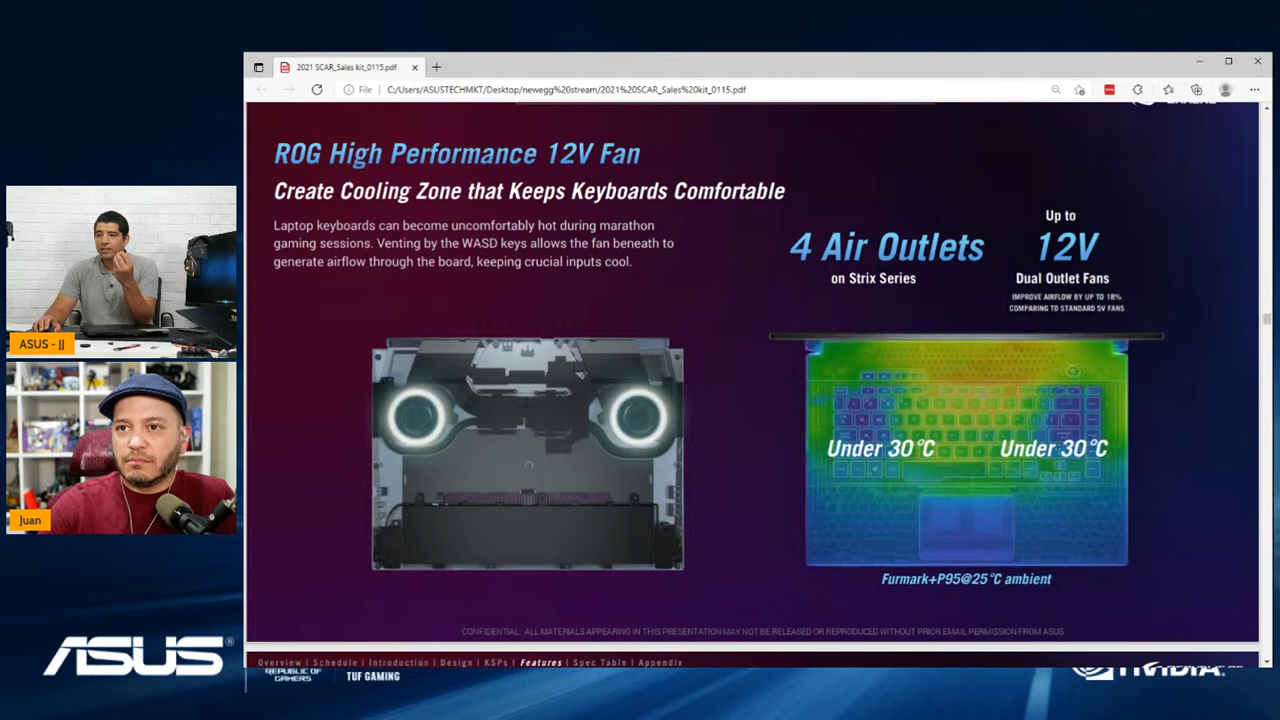 2021 SCAR_Sales kit_0115.pdf
File
C:/Users/ASUSTECHMKT/Desktop/newegg%20stream/2021%20SCAR_Sales%20kit_0115.pdf
ROG High Performance 12V Fan
Create Cooling Zone that Keeps Keyboards Comfortable
Laptop keyboards can become uncomfortably hot during marathon
gaming sessions. Venting by the WASD keys allows the fan beneath to
generate airflow through the board, keeping crucial inputs cool.
4 Air Outlets
on Strix Series
Up to
12V
Dual Outlet Fans
IMPROVE AIRFLOW BY UP TO 18%
COMPARING TO STANDARD 5V FANS
Under 30°C
Under 30°C
Furmark+P95@25°C ambient
CONFIDENTIAL: ALL MATERIALS APPEARING IN THIS PRESENTATION MAY NOT BE RELEASED OR REPRODUCED WITHOUT PRIOR EMAIL PERMISSION FROM ASUS
Overview | Schedule | Introduction | Design | KSPs | Features | Spec Table | Appendix
ASUS - JJ
Juan
ASUS®
REPUBLIC OF
GAMERS
TUF GAMING